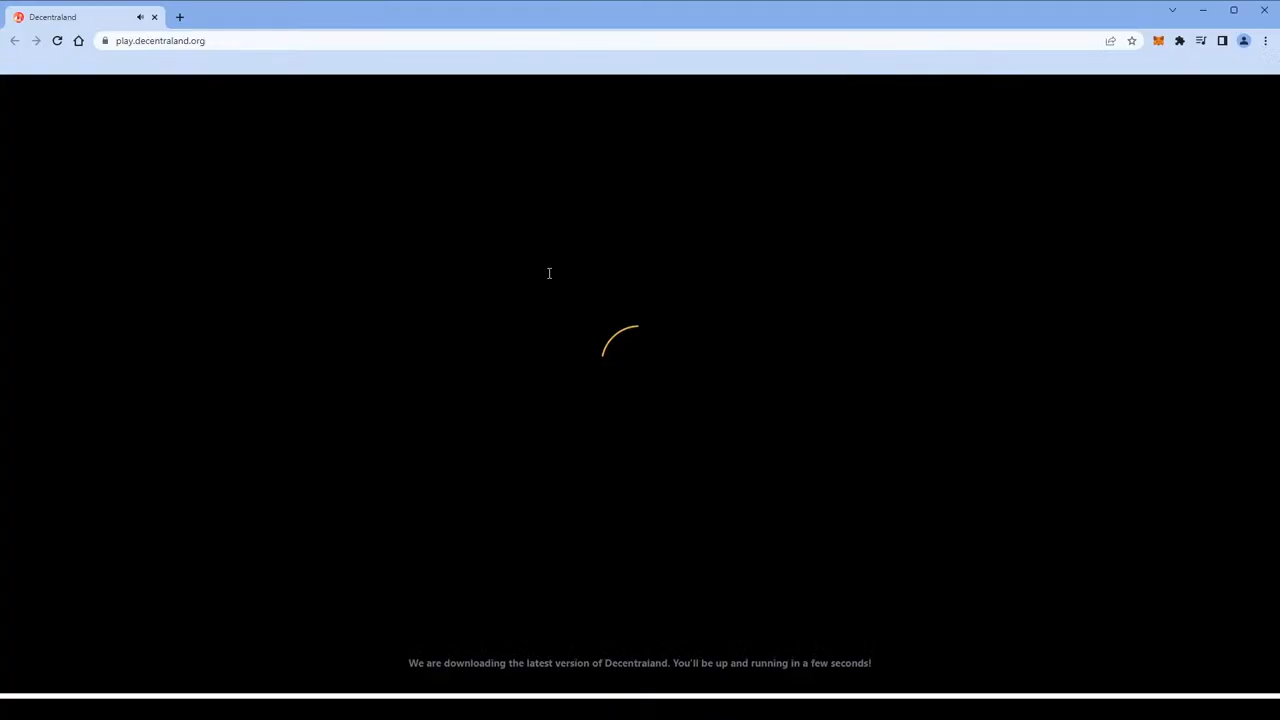 Decentraland
play.decentraland.org
We are downloading the latest version of Decentraland. You'll be up and running in a few seconds!